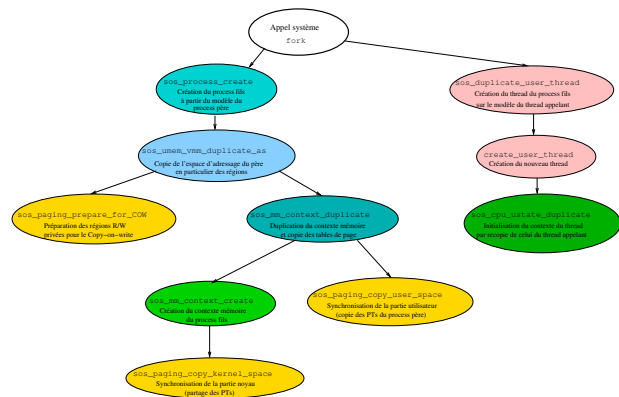 Appel système
fork
sos_process_create
Création du process fils
à partir du modèle du
process père
sos_duplicate_user_thread
Création du thread du process fils
sur le modèle du thread appelant
sos_umem_vmm_duplicate_as
Copie de l'espace d'adressage du père
en particulier des régions
create_user_thread
Création du nouveau thread
sos_paging_prepare_for_COW
Préparation des régions R/W
privées pour le Copy-on-write
sos_mm_context_duplicate
Duplication du contexte mémoire
et copie des tables de page
sos_cpu_ustate_duplicate
Initialisation du contexte du thread
par recopie de celui du thread appelant
sos_mm_context_create
Création du contexte mémoire
du process fils
sos_paging_copy_user_space
Synchronisation de la partie utilisateur
(copie des PTs du process père)
sos_paging_copy_kernel_space
Synchronisation de la partie noyau
(partage des PTs)